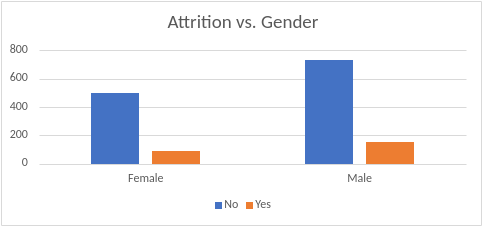 Attrition vs. Gender
800
600
400
200
0
Female Male
No Yes